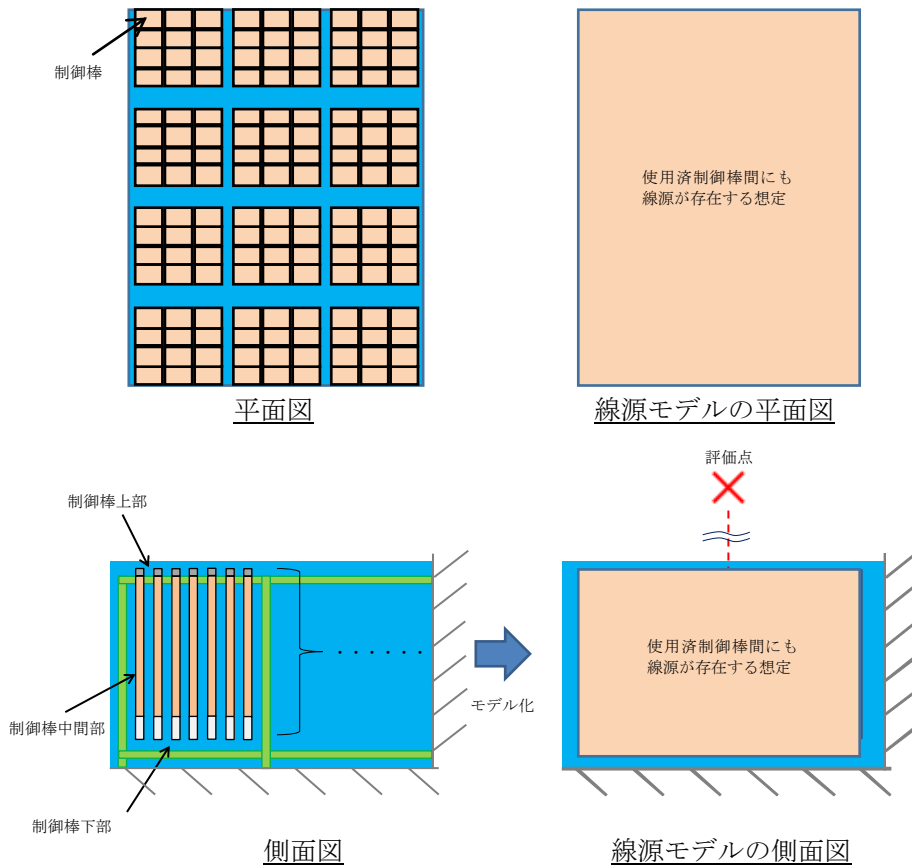 制御棒
使用済制御棒間にも
線源が存在する想定
平面図
線源モデルの平面図
評価点
制御棒上部
使用済制御棒間にも
線源が存在する想定
・・・・・・
モデル化
制御棒中間部
制御棒下部
側面図
線源モデルの側面図